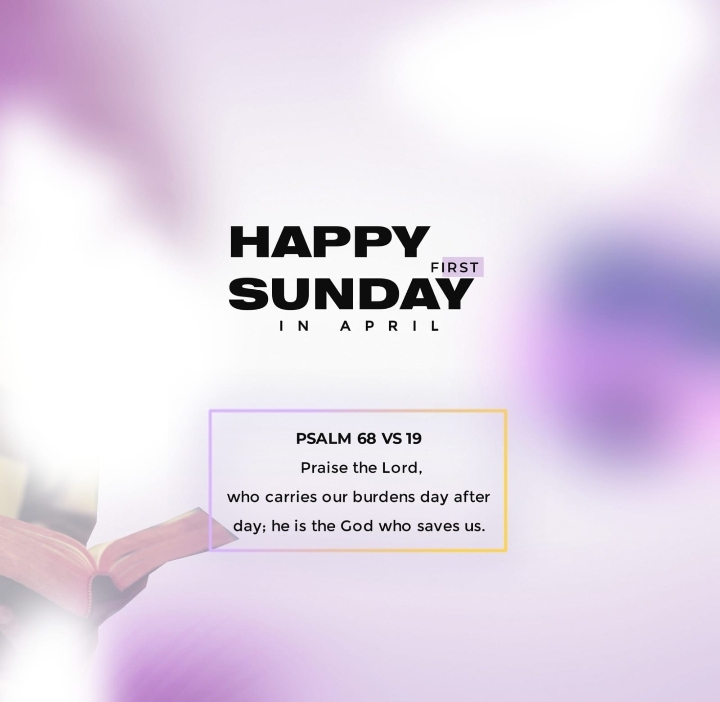 HAPPY
FIRST
SUNDAY
IN APRIL
PSALM 68 VS 19
Praise the Lord,
who carries our burdens day after
day; he is the God who saves us.